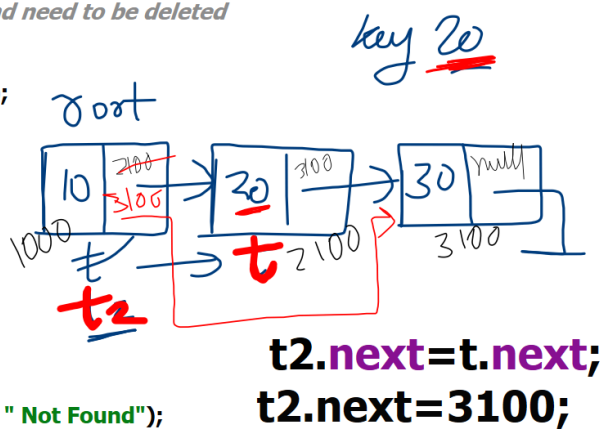 nd need to be deleted
key 20
;
root
10 2100 20 3100 30 null
3100
1000 t t 2100 3100
t2
t2.next=t.next;
" Not Found"); t2.next=3100;